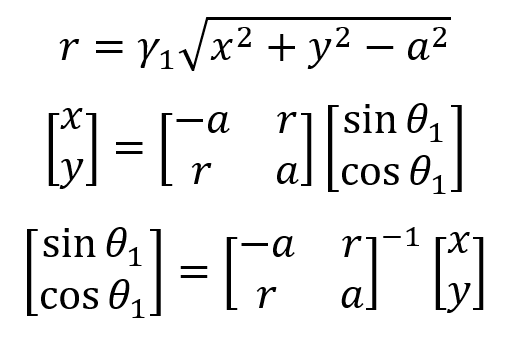 r = γ₁√(x² + y² − a²)
[x y] = [−a r; r a] [sin θ₁ cos θ₁]
[sin θ₁ cos θ₁] = [−a r; r a]⁻¹ [x y]